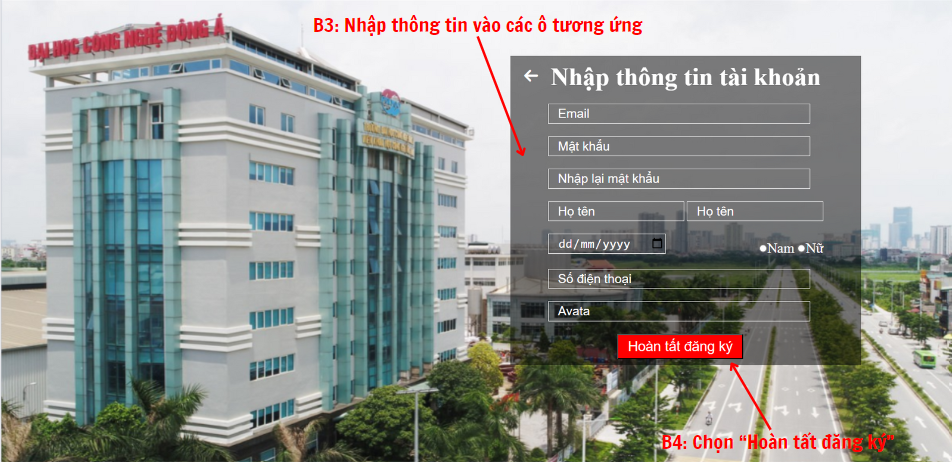 B3: Nhập thông tin vào các ô tương ứng
ĐẠI HỌC CÔNG NGHỆ ĐÔNG Á
Nhập thông tin tài khoản
Email
Mật khẩu
Nhập lại mật khẩu
Họ tên Họ tên
dd/mm/yyyy
Nam Nữ
Số điện thoại
Avata
Hoàn tất đăng ký
B4: Chọn “Hoàn tất đăng ký”